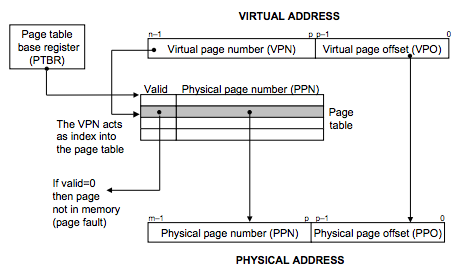 VIRTUAL ADDRESS
n–1
p p–1
0
Page table
base register
(PTBR)
Virtual page number (VPN)
Virtual page offset (VPO)
Valid
Physical page number (PPN)
Page
table
The VPN acts
as index into
the page table
If valid=0
then page
not in memory
(page fault)
m–1
p p–1
0
Physical page number (PPN)
Physical page offset (PPO)
PHYSICAL ADDRESS